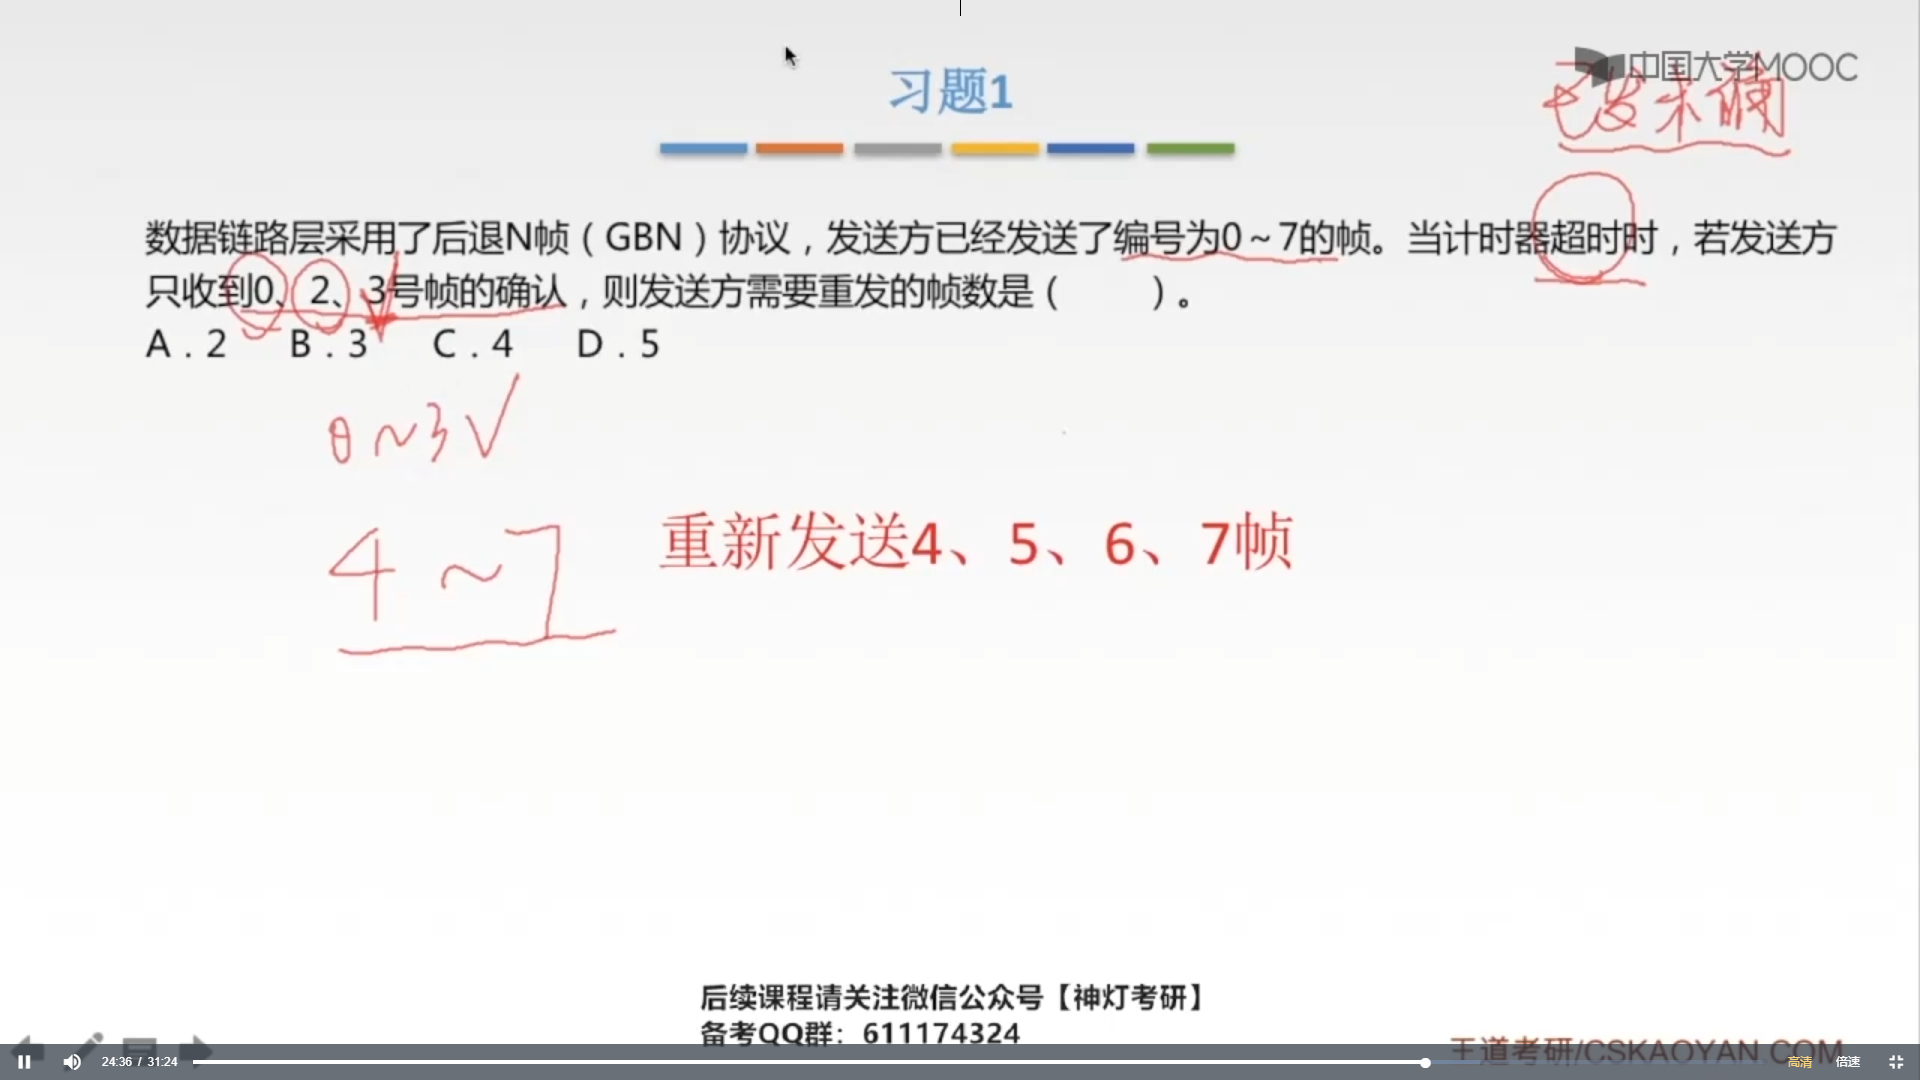 中国大学MOOC
习题1
已发未确认
数据链路层采用了后退N帧（GBN）协议，发送方已经发送了编号为0～7的帧。当计时器超时时，若发送方
只收到0、2、3号帧的确认，则发送方需要重发的帧数是（　　）。
A．2　B．3　C．4　D．5
0～3√
4～7
重新发送4、5、6、7帧
后续课程请关注微信公众号【神灯考研】
备考QQ群：611174324
王道考研/CSKAOYAN.COM
24:36 / 31:24
高清
倍速